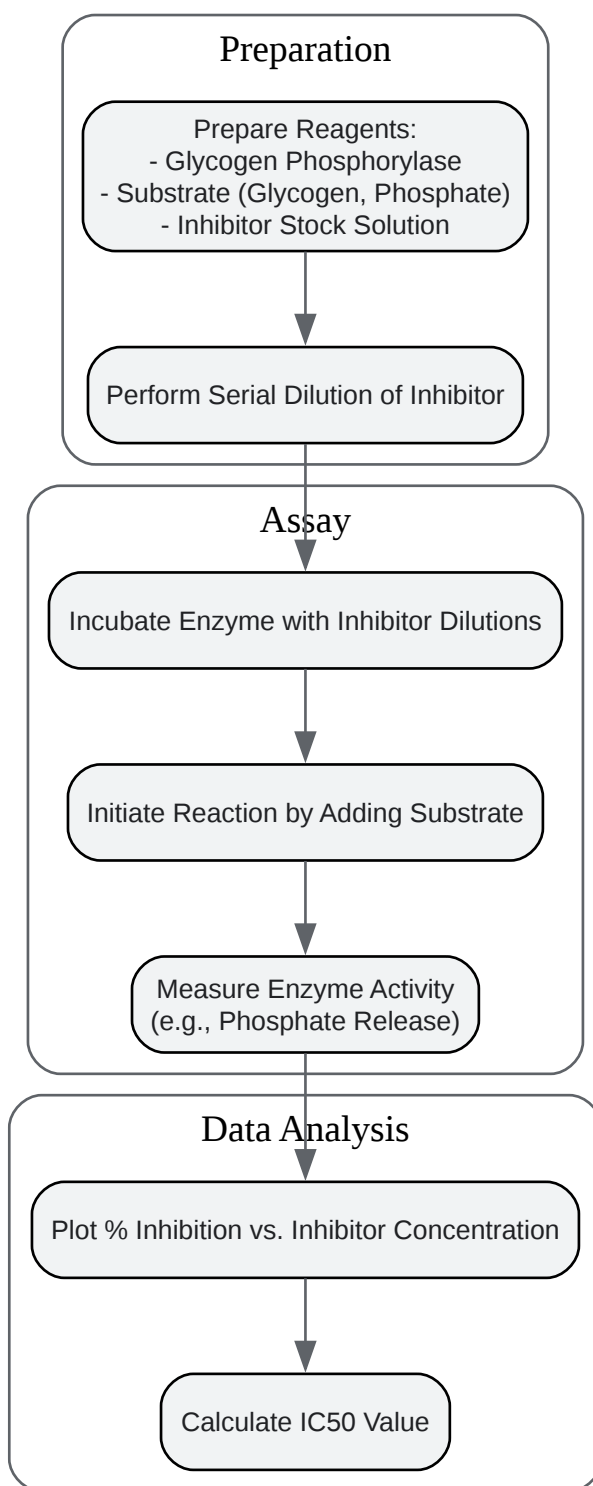 Preparation
Prepare Reagents:
- Glycogen Phosphorylase
- Substrate (Glycogen, Phosphate)
- Inhibitor Stock Solution
Perform Serial Dilution of Inhibitor
Assay
Incubate Enzyme with Inhibitor Dilutions
Initiate Reaction by Adding Substrate
Measure Enzyme Activity
(e.g., Phosphate Release)
Data Analysis
Plot % Inhibition vs. Inhibitor Concentration
Calculate IC50 Value